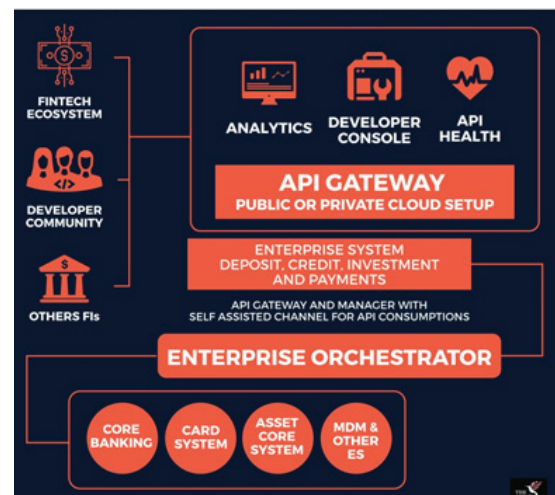 FINTECH
ECOSYSTEM
DEVELOPER
COMMUNITY
OTHERS FIs
ANALYTICS
DEVELOPER
CONSOLE
API
HEALTH
API GATEWAY
PUBLIC OR PRIVATE CLOUD SETUP
ENTERPRISE SYSTEM
DEPOSIT, CREDIT, INVESTMENT
AND PAYMENTS
API GATEWAY AND MANAGER WITH
SELF ASSISTED CHANNEL FOR API CONSUMPTIONS
ENTERPRISE ORCHESTRATOR
CORE
BANKING
CARD
SYSTEM
ASSET
CORE
SYSTEM
MDM &
OTHER
ES